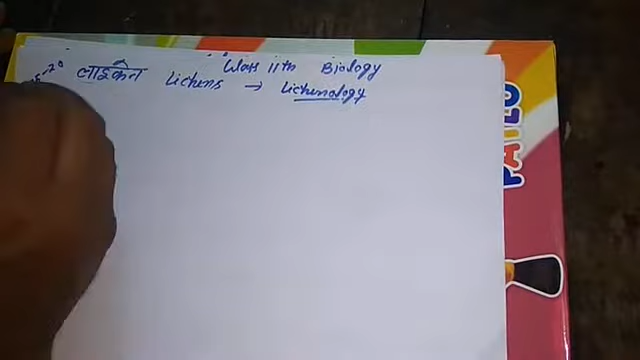 Class 11th Biology
लाइकेन Lichens → Lichenology